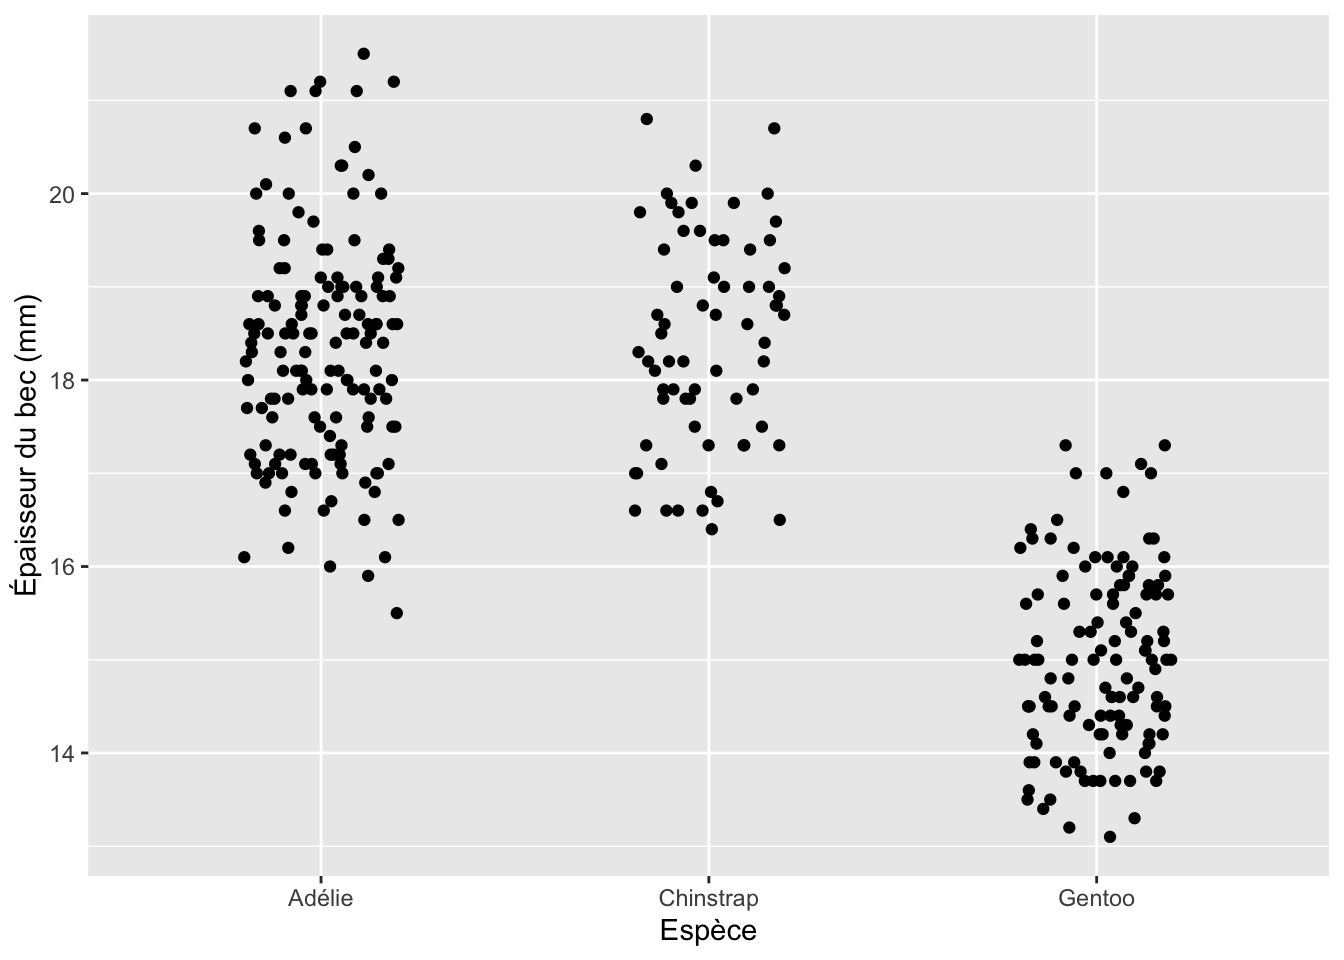 Épaisseur du bec (mm)
20
18
16
14
Adélie
Chinstrap
Gentoo
Espèce